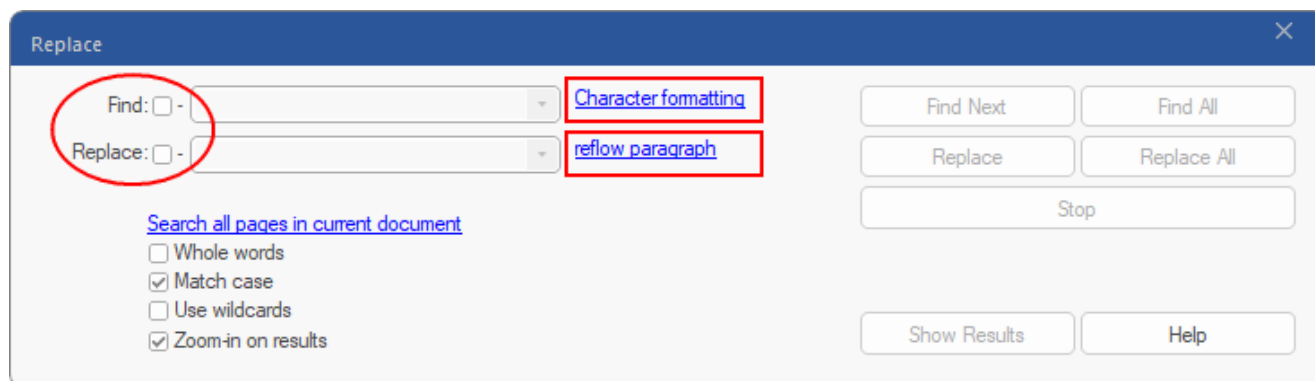 Replace
Find: - Character formatting Find Next Find All
Replace: - reflow paragraph Replace Replace All
Stop
Search all pages in current document
Whole words
Match case
Use wildcards
Zoom-in on results Show Results Help